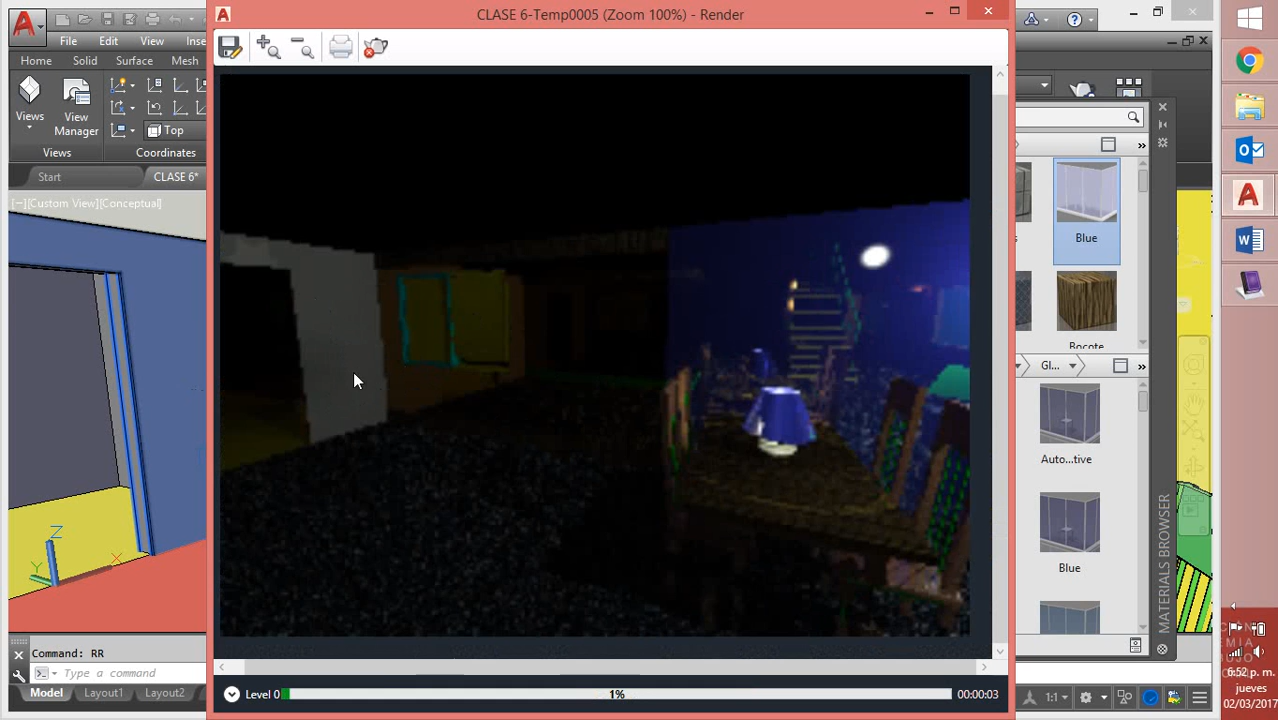 CLASE 6-Temp0005 (Zoom 100%) - Render
File Edit View
Home Solid Surface Mesh
Views
View Manager
Top
Views Coordinates
Start CLASE 6*
[−][Custom View][Conceptual]
Z
Y
X
Command: RR
Type a command
Model Layout1 Layout2
Level 0
1%
00:00:03
Blue
Bocote
Gl...
Auto...tive
Blue
MATERIALS BROWSER
1:1
6:52 p. m.
jueves
02/03/2017